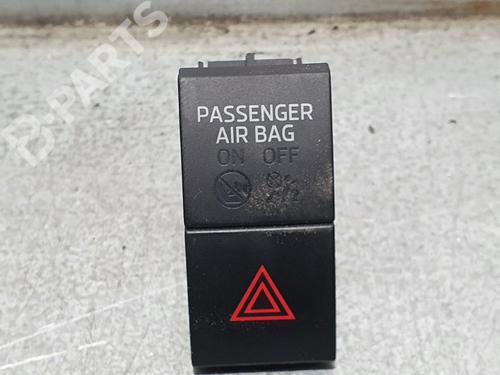 B-PARTS
PASSENGER
AIR BAG
ON OFF